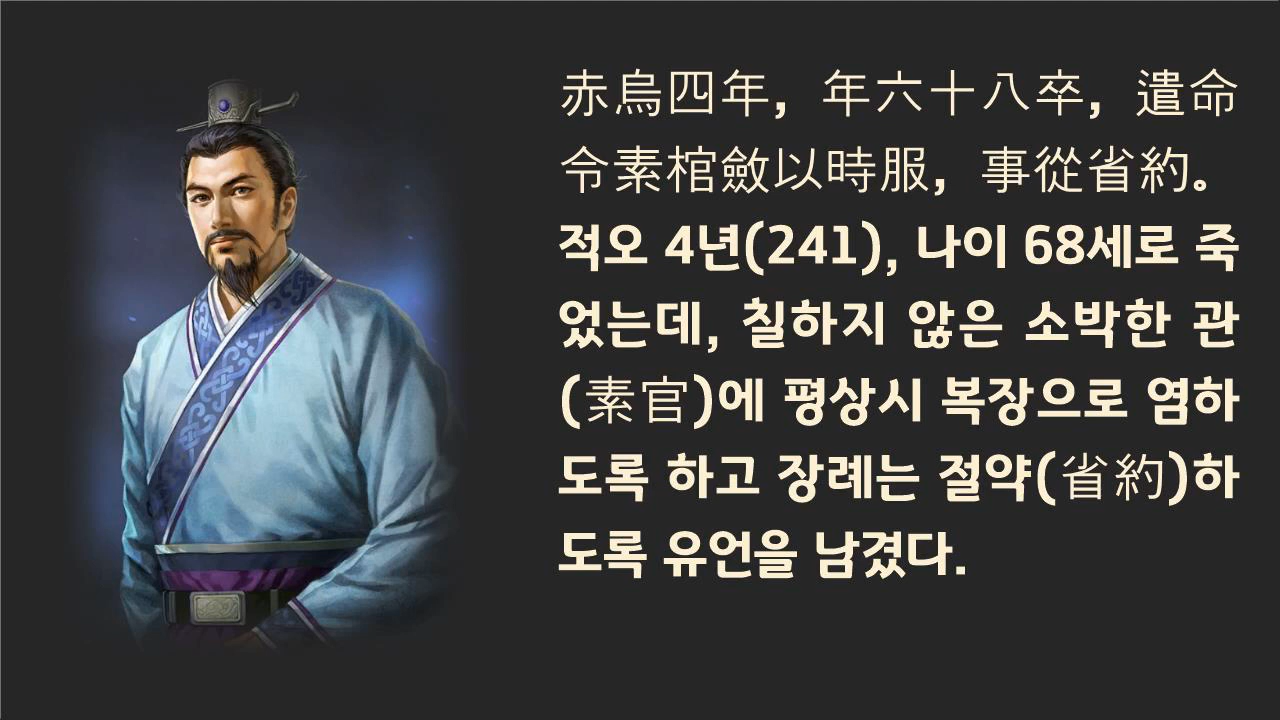 赤烏四年，年六十八卒，遣命
令素棺斂以時服，事從省約。
적오 4년(241), 나이 68세로 죽
었는데, 칠하지 않은 소박한 관
(素官)에 평상시 복장으로 염하
도록 하고 장례는 절약(省約)하
도록 유언을 남겼다.